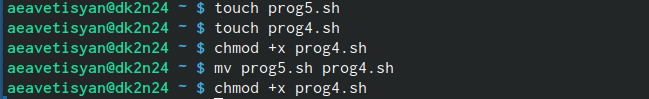 aeavetisyan@dk2n24 ~ $ touch prog5.sh
aeavetisyan@dk2n24 ~ $ touch prog4.sh
aeavetisyan@dk2n24 ~ $ chmod +x prog4.sh
aeavetisyan@dk2n24 ~ $ mv prog5.sh prog4.sh
aeavetisyan@dk2n24 ~ $ chmod +x prog4.sh